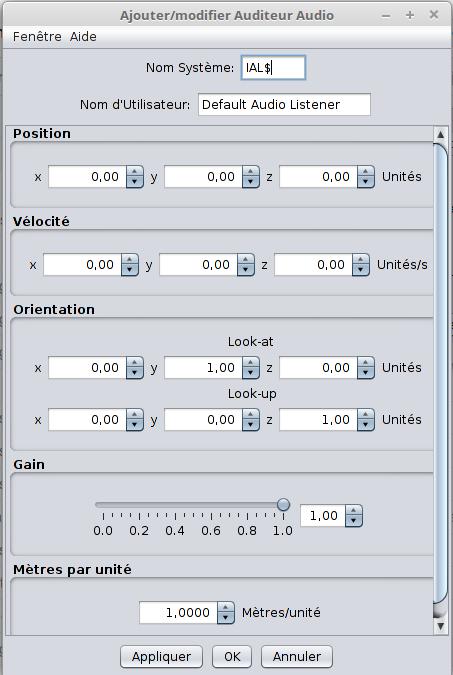 Ajouter/modifier Auditeur Audio
Fenêtre Aide
Nom Système: IAL$
Nom d'Utilisateur: Default Audio Listener
Position
x 0,00 y 0,00 z 0,00 Unités
Vélocité
x 0,00 y 0,00 z 0,00 Unités/s
Orientation
Look-at
x 0,00 y 1,00 z 0,00 Unités
Look-up
x 0,00 y 0,00 z 1,00 Unités
Gain
1,00
0.0 0.2 0.4 0.6 0.8 1.0
Mètres par unité
1,0000 Mètres/unité
Appliquer OK Annuler